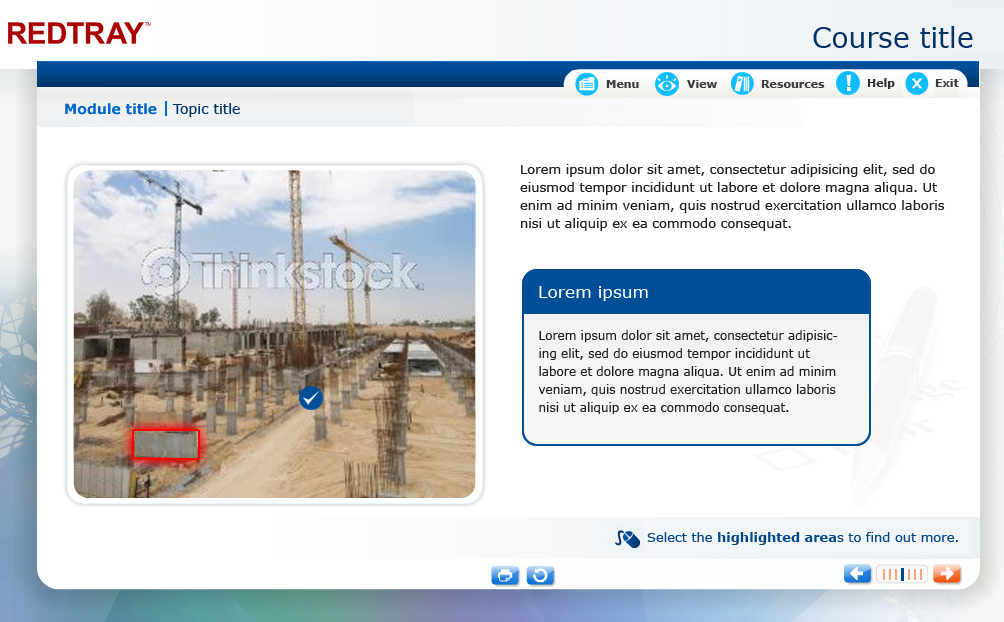 REDTRAY™
Course title
Menu View Resources Help Exit
Module title | Topic title
Thinkstock
Lorem ipsum dolor sit amet, consectetur adipisicing elit, sed do
eiusmod tempor incididunt ut labore et dolore magna aliqua. Ut
enim ad minim veniam, quis nostrud exercitation ullamco laboris
nisi ut aliquip ex ea commodo consequat.
Lorem ipsum
Lorem ipsum dolor sit amet, consectetur adipisic-
ing elit, sed do eiusmod tempor incididunt ut
labore et dolore magna aliqua. Ut enim ad minim
veniam, quis nostrud exercitation ullamco laboris
nisi ut aliquip ex ea commodo consequat.
Select the highlighted areas to find out more.